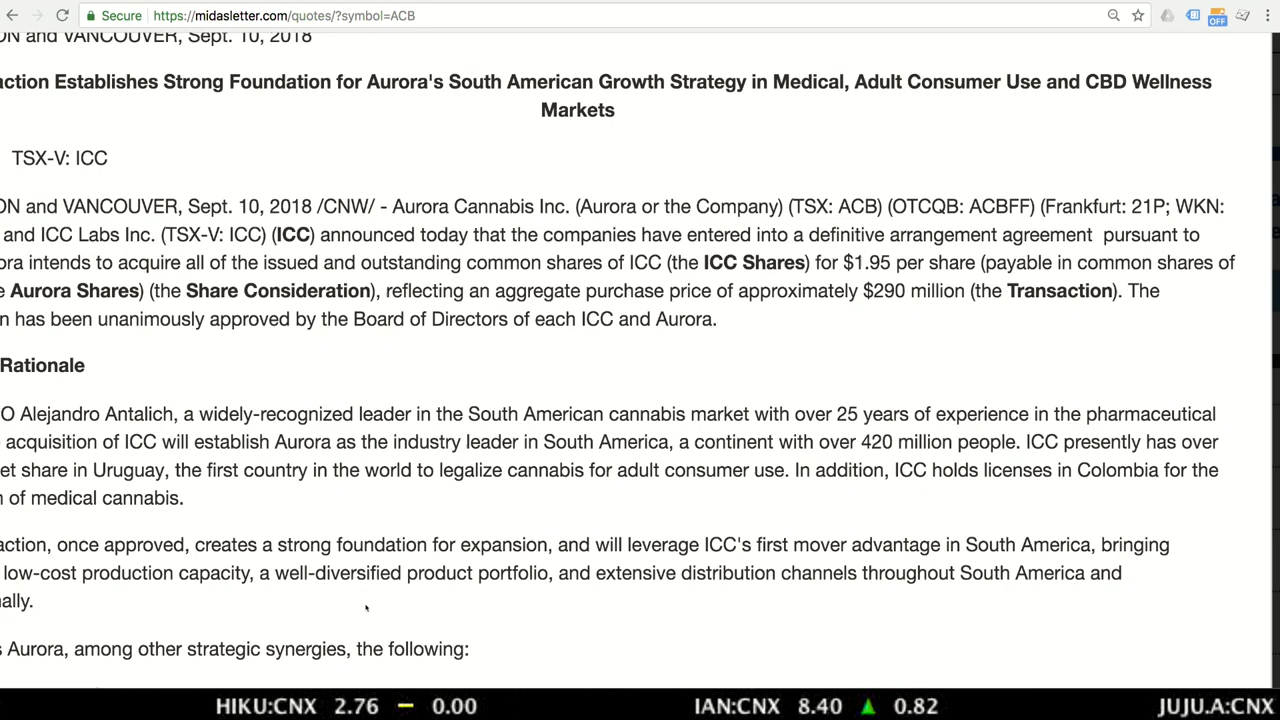 Secure
https://midasletter.com/quotes/?symbol=ACB
OFF
ON and VANCOUVER, Sept. 10, 2018
action Establishes Strong Foundation for Aurora's South American Growth Strategy in Medical, Adult Consumer Use and CBD Wellness
Markets
TSX-V: ICC
ON and VANCOUVER, Sept. 10, 2018 /CNW/ - Aurora Cannabis Inc. (Aurora or the Company) (TSX: ACB) (OTCQB: ACBFF) (Frankfurt: 21P; WKN:
and ICC Labs Inc. (TSX-V: ICC) (ICC) announced today that the companies have entered into a definitive arrangement agreement pursuant to
ora intends to acquire all of the issued and outstanding common shares of ICC (the ICC Shares) for $1.95 per share (payable in common shares of
e Aurora Shares) (the Share Consideration), reflecting an aggregate purchase price of approximately $290 million (the Transaction). The
n has been unanimously approved by the Board of Directors of each ICC and Aurora.
Rationale
O Alejandro Antalich, a widely-recognized leader in the South American cannabis market with over 25 years of experience in the pharmaceutical
acquisition of ICC will establish Aurora as the industry leader in South America, a continent with over 420 million people. ICC presently has over
et share in Uruguay, the first country in the world to legalize cannabis for adult consumer use. In addition, ICC holds licenses in Colombia for the
n of medical cannabis.
action, once approved, creates a strong foundation for expansion, and will leverage ICC's first mover advantage in South America, bringing
low-cost production capacity, a well-diversified product portfolio, and extensive distribution channels throughout South America and
nally.
s Aurora, among other strategic synergies, the following:
HIKU:CNX 2.76 0.00 IAN:CNX 8.40 0.82 JUJU.A:CNX